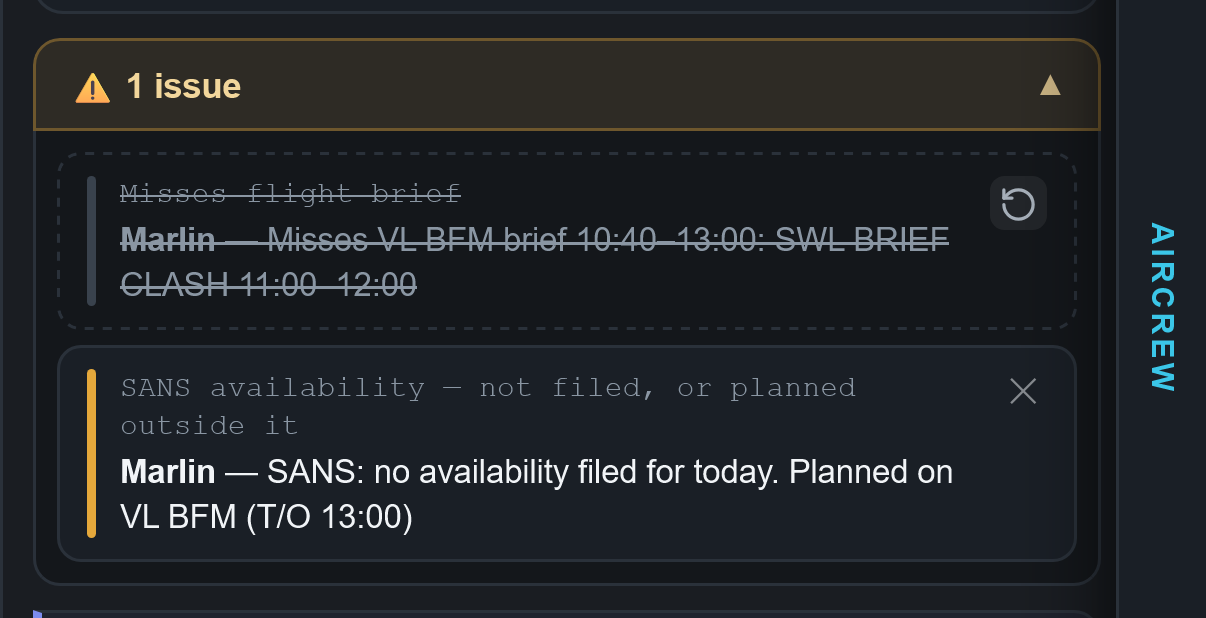 ⚠️ 1 issue ▲
Misses flight brief
Marlin — Misses VL BFM brief 10:40–13:00: SWL BRIEF
CLASH 11:00–12:00
SANS availability — not filed, or planned
outside it
Marlin — SANS: no availability filed for today. Planned on
VL BFM (T/O 13:00)
AIRCREW